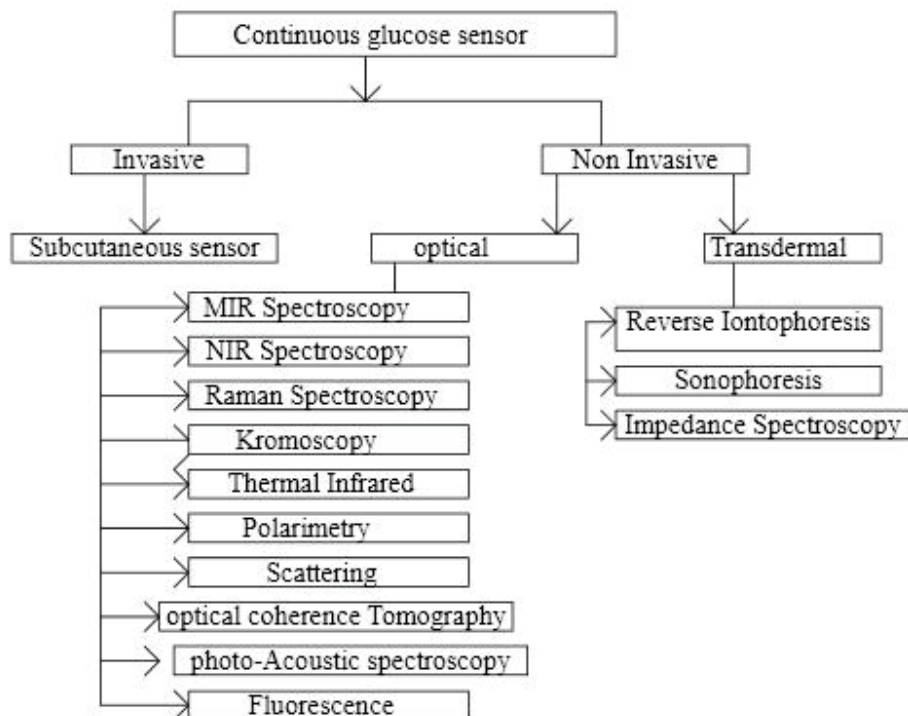 Continuous glucose sensor
Invasive
Non Invasive
Subcutaneous sensor
optical
Transdermal
MIR Spectroscopy
NIR Spectroscopy
Raman Spectroscopy
Kromoscopy
Thermal Infrared
Polarimetry
Scattering
optical coherence Tomography
photo-Acoustic spectroscopy
Fluorescence
Reverse Iontophoresis
Sonophoresis
Impedance Spectroscopy